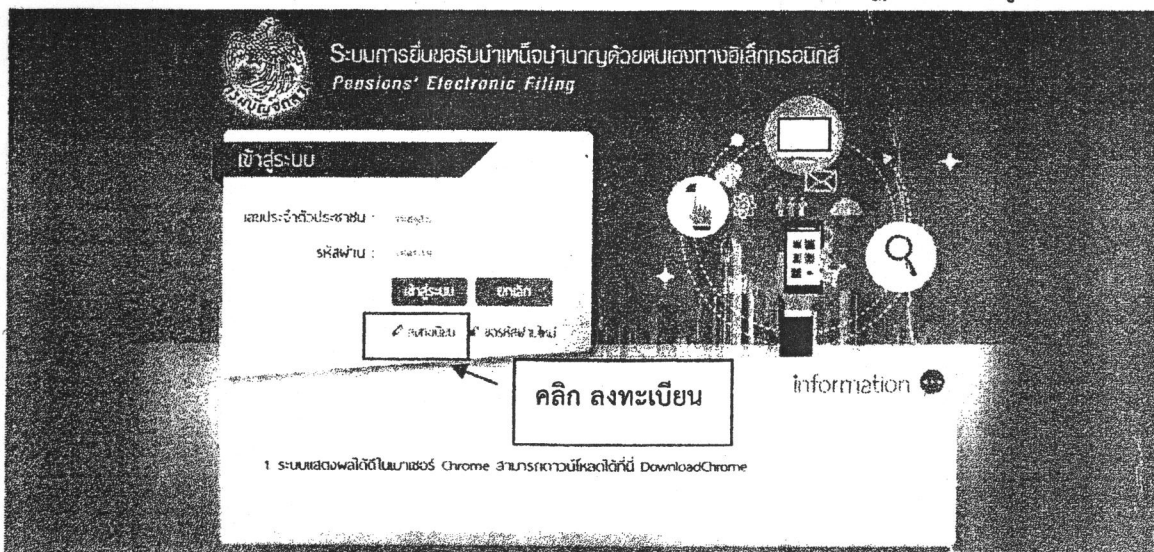 ระบบการยื่นขอรับบำเหน็จบำนาญด้วยตนเองทางอิเล็กทรอนิกส์
Pensions' Electronic Filing
เข้าสู่ระบบ
เลขประจำตัวประชาชน :
รหัสผ่าน :
เข้าสู่ระบบ ยกเลิก
ลงทะเบียน ขอรหัสผ่านใหม่
คลิก ลงทะเบียน
information
1 ระบบแสดงผลได้ดีในเบราเซอร์ Chrome สามารถดาวน์โหลดได้ที่นี่ DownloadChrome